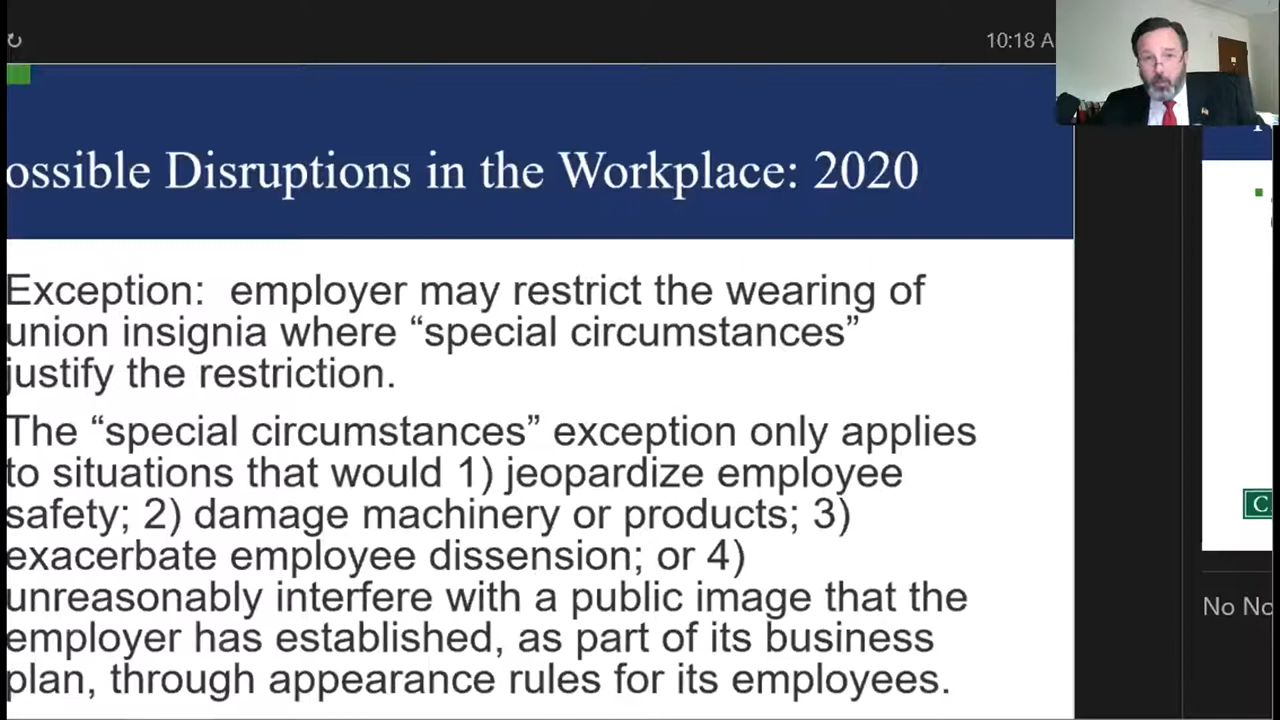 10:18 A
ossible Disruptions in the Workplace: 2020
Exception: employer may restrict the wearing of
union insignia where “special circumstances”
justify the restriction.
The “special circumstances” exception only applies
to situations that would 1) jeopardize employee
safety; 2) damage machinery or products; 3)
exacerbate employee dissension; or 4)
unreasonably interfere with a public image that the
employer has established, as part of its business
plan, through appearance rules for its employees.
C
No No